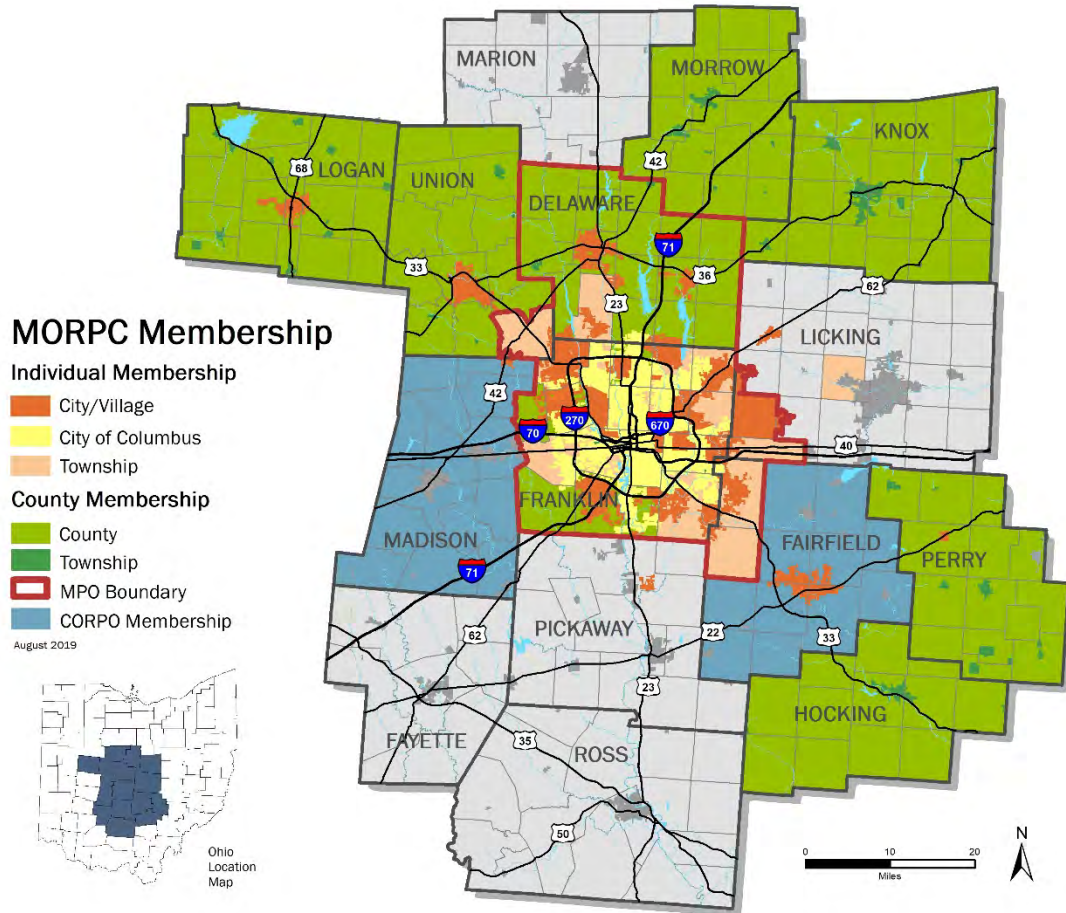 MARION
MORROW
KNOX
68
LOGAN
UNION
42
DELAWARE
71
33
36
62
23
LICKING
MORPC Membership
Individual Membership
City/Village
City of Columbus
Township
County Membership
County
Township
MPO Boundary
CORPO Membership
August 2019
42
270
670
70
40
FRANKLIN
MADISON
FAIRFIELD
PERRY
71
62
PICKAWAY
22
33
23
HOCKING
FAYETTE
35
ROSS
50
Ohio
Location
Map
0 10 20
Miles
N